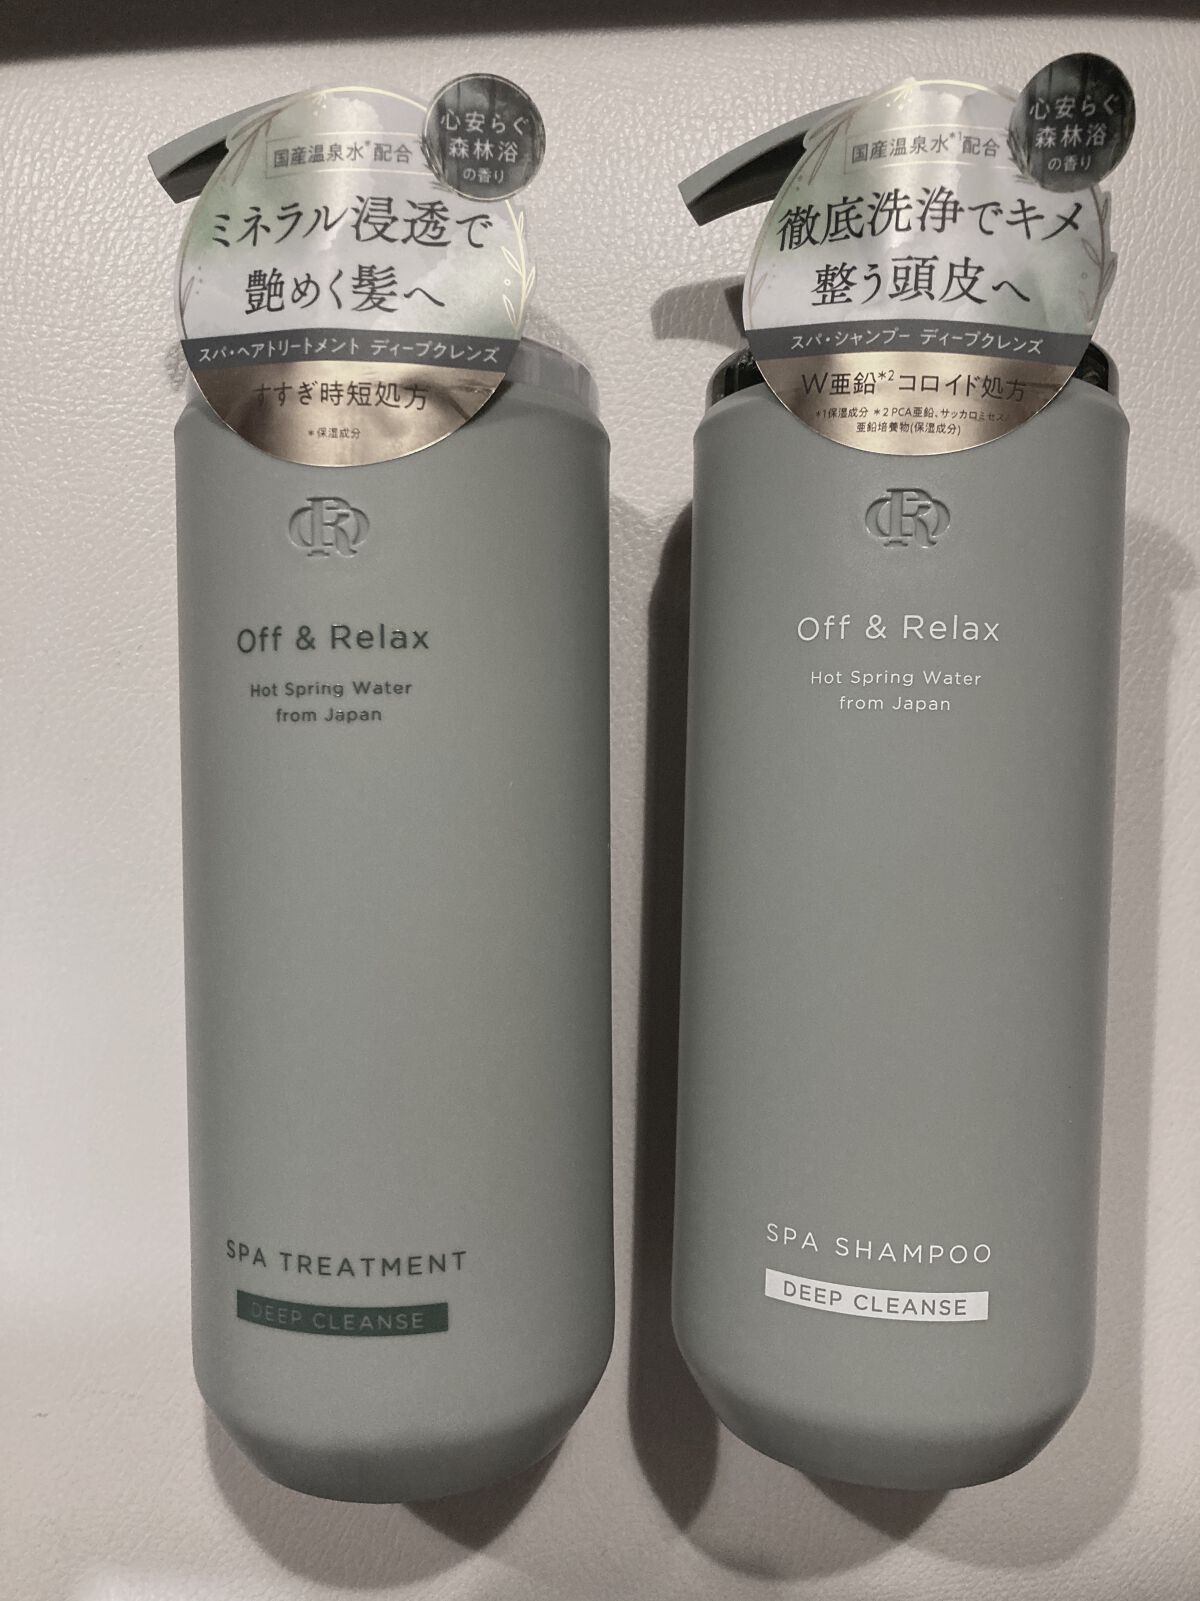 心安らぐ
森林浴
の香り
国産温泉水*配合
ミネラル浸透で
艶めく髪へ
スパ・ヘアトリートメント ディープクレンズ
すすぎ時短処方
*保湿成分
OR
Off & Relax
Hot Spring Water
from Japan
SPA TREATMENT
DEEP CLEANSE
心安らぐ
森林浴
の香り
国産温泉水*1配合
徹底洗浄でキメ
整う頭皮へ
スパ・シャンプー ディープクレンズ
W亜鉛*2コロイド処方
*1保湿成分 *2 PCA亜鉛、サッカロミセス/
亜鉛培養物(保湿成分)
OR
Off & Relax
Hot Spring Water
from Japan
SPA SHAMPOO
DEEP CLEANSE